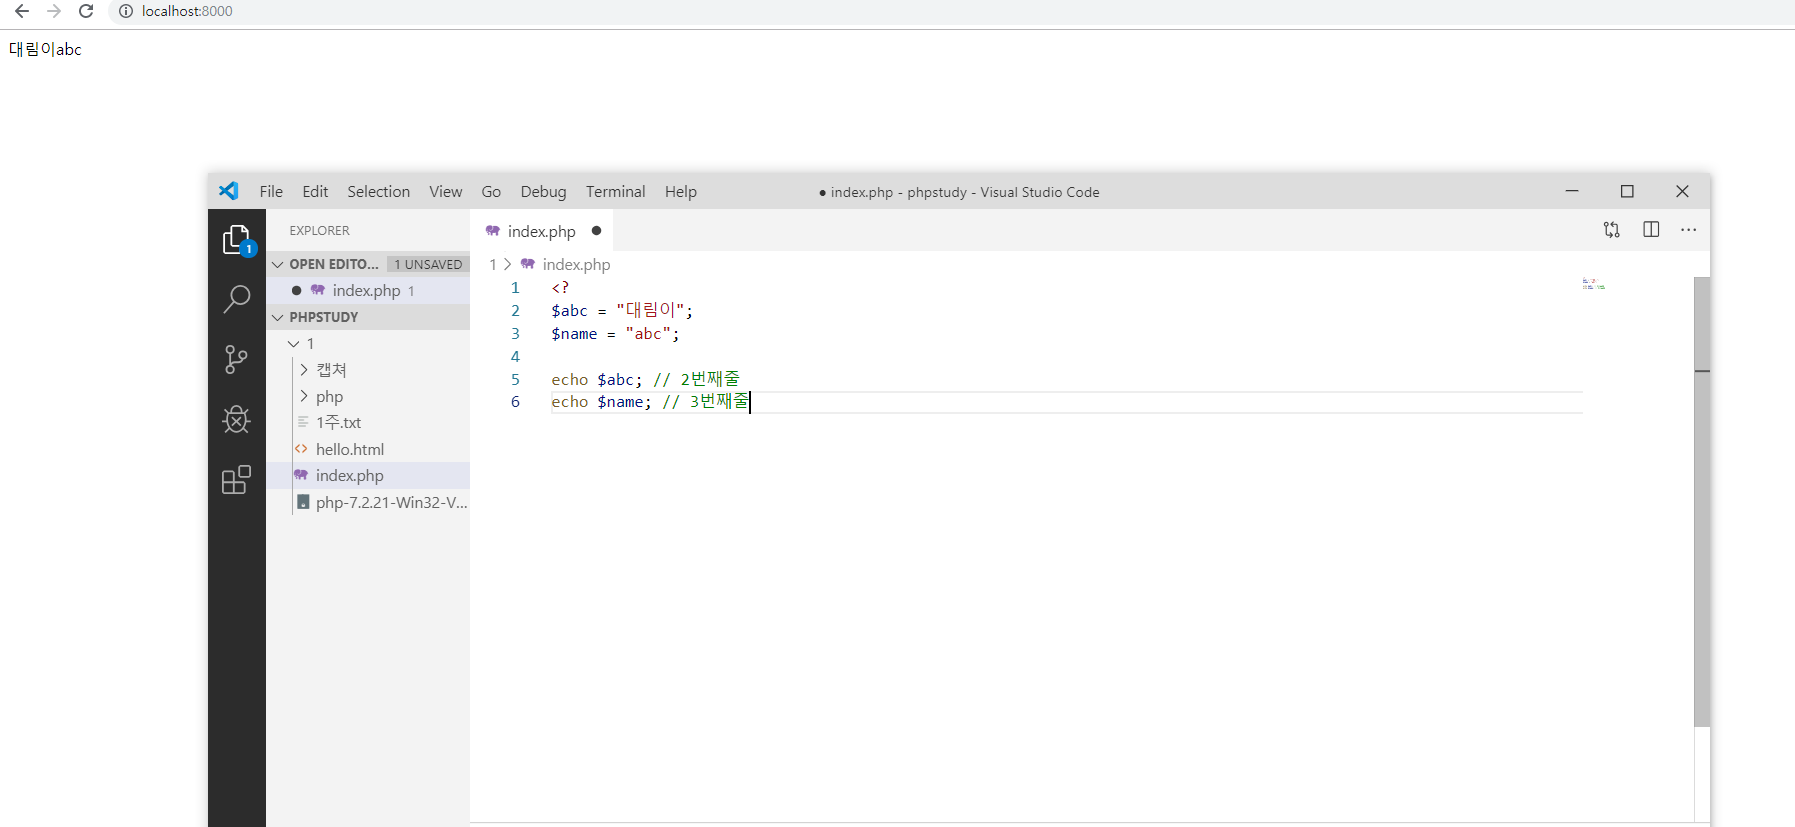 localhost:8000
대림이abc
File Edit Selection View Go Debug Terminal Help
● index.php - phpstudy - Visual Studio Code
1
EXPLORER
OPEN EDITO... 1 UNSAVED
● index.php 1
PHPSTUDY
1
캡쳐
php
1주.txt
<> hello.html
index.php
php-7.2.21-Win32-V...
index.php ●
1 > index.php
1 <?
2 $abc = "대림이";
3 $name = "abc";
4
5 echo $abc; // 2번째줄
6 echo $name; // 3번째줄